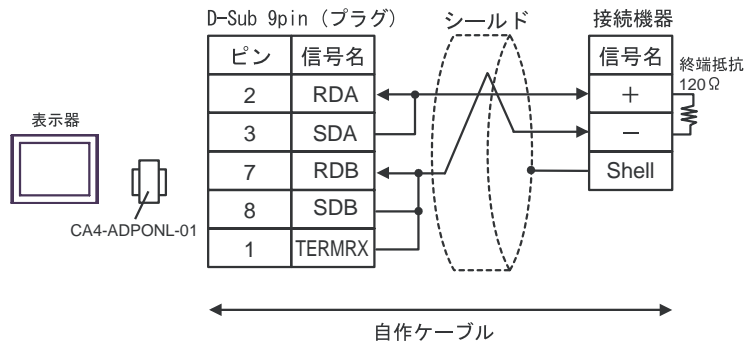 D-Sub 9pin (プラグ)
シールド
接続機器
ピン 信号名
信号名
終端抵抗
120Ω
2 RDA
+
3 SDA
-
7 RDB
Shell
8 SDB
1 TERMRX
表示器
CA4-ADPONL-01
自作ケーブル